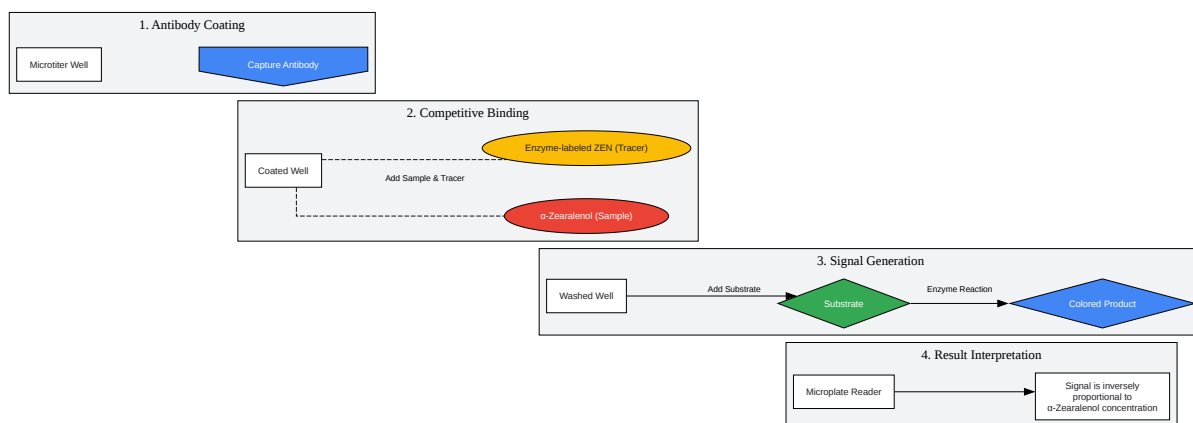 1. Antibody Coating
Microtiter Well
Capture Antibody
2. Competitive Binding
Enzyme-labeled ZEN (Tracer)
Coated Well
Add Sample & Tracer
α-Zearalenol (Sample)
3. Signal Generation
Washed Well
Add Substrate
Substrate
Enzyme Reaction
Colored Product
4. Result Interpretation
Microplate Reader
Signal is inversely
proportional to
α-Zearalenol concentration